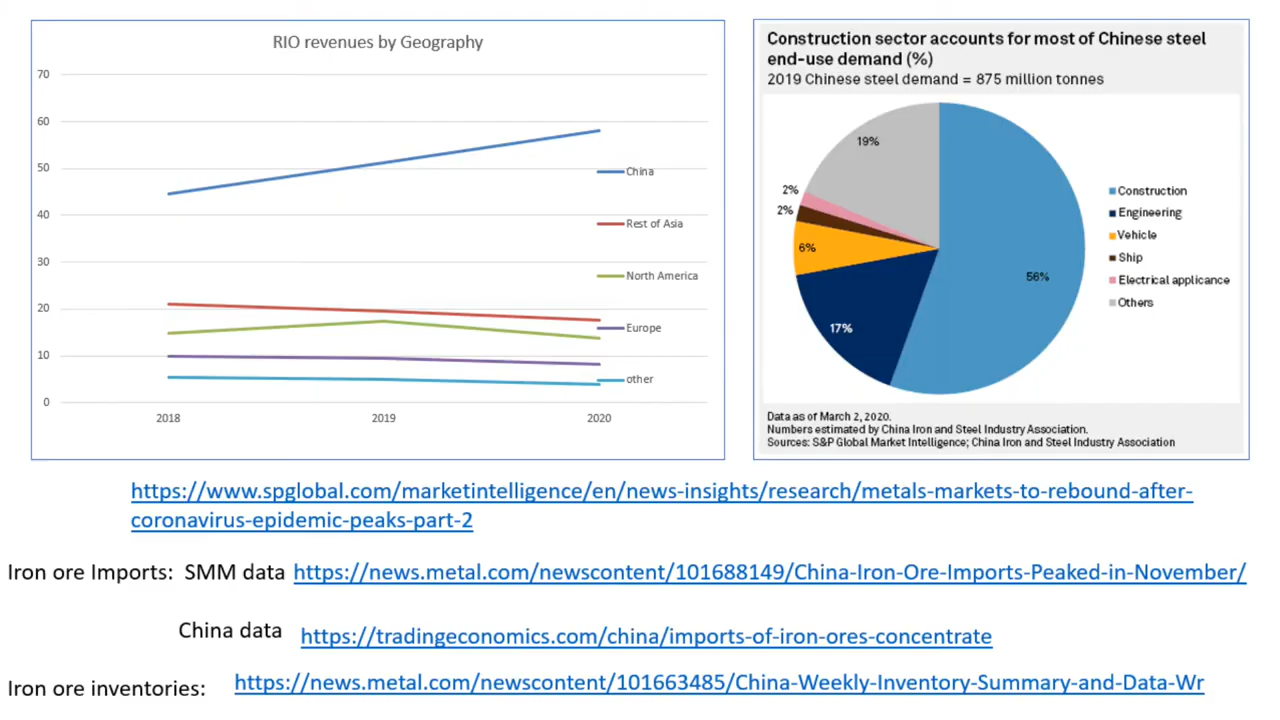 RIO revenues by Geography
70
60
50
40
30
20
10
0
2018
2019
2020
China
Rest of Asia
North America
Europe
other
Construction sector accounts for most of Chinese steel
end-use demand (%)
2019 Chinese steel demand = 875 million tonnes
19%
2%
2%
6%
17%
56%
Construction
Engineering
Vehicle
Ship
Electrical applicance
Others
Data as of March 2, 2020.
Numbers estimated by China Iron and Steel Industry Association.
Sources: S&P Global Market Intelligence; China Iron and Steel Industry Association
https://www.spglobal.com/marketintelligence/en/news-insights/research/metals-markets-to-rebound-after-
coronavirus-epidemic-peaks-part-2
Iron ore Imports: SMM data https://news.metal.com/newscontent/101688149/China-Iron-Ore-Imports-Peaked-in-November/
China data https://tradingeconomics.com/china/imports-of-iron-ores-concentrate
Iron ore inventories: https://news.metal.com/newscontent/101663485/China-Weekly-Inventory-Summary-and-Data-Wr